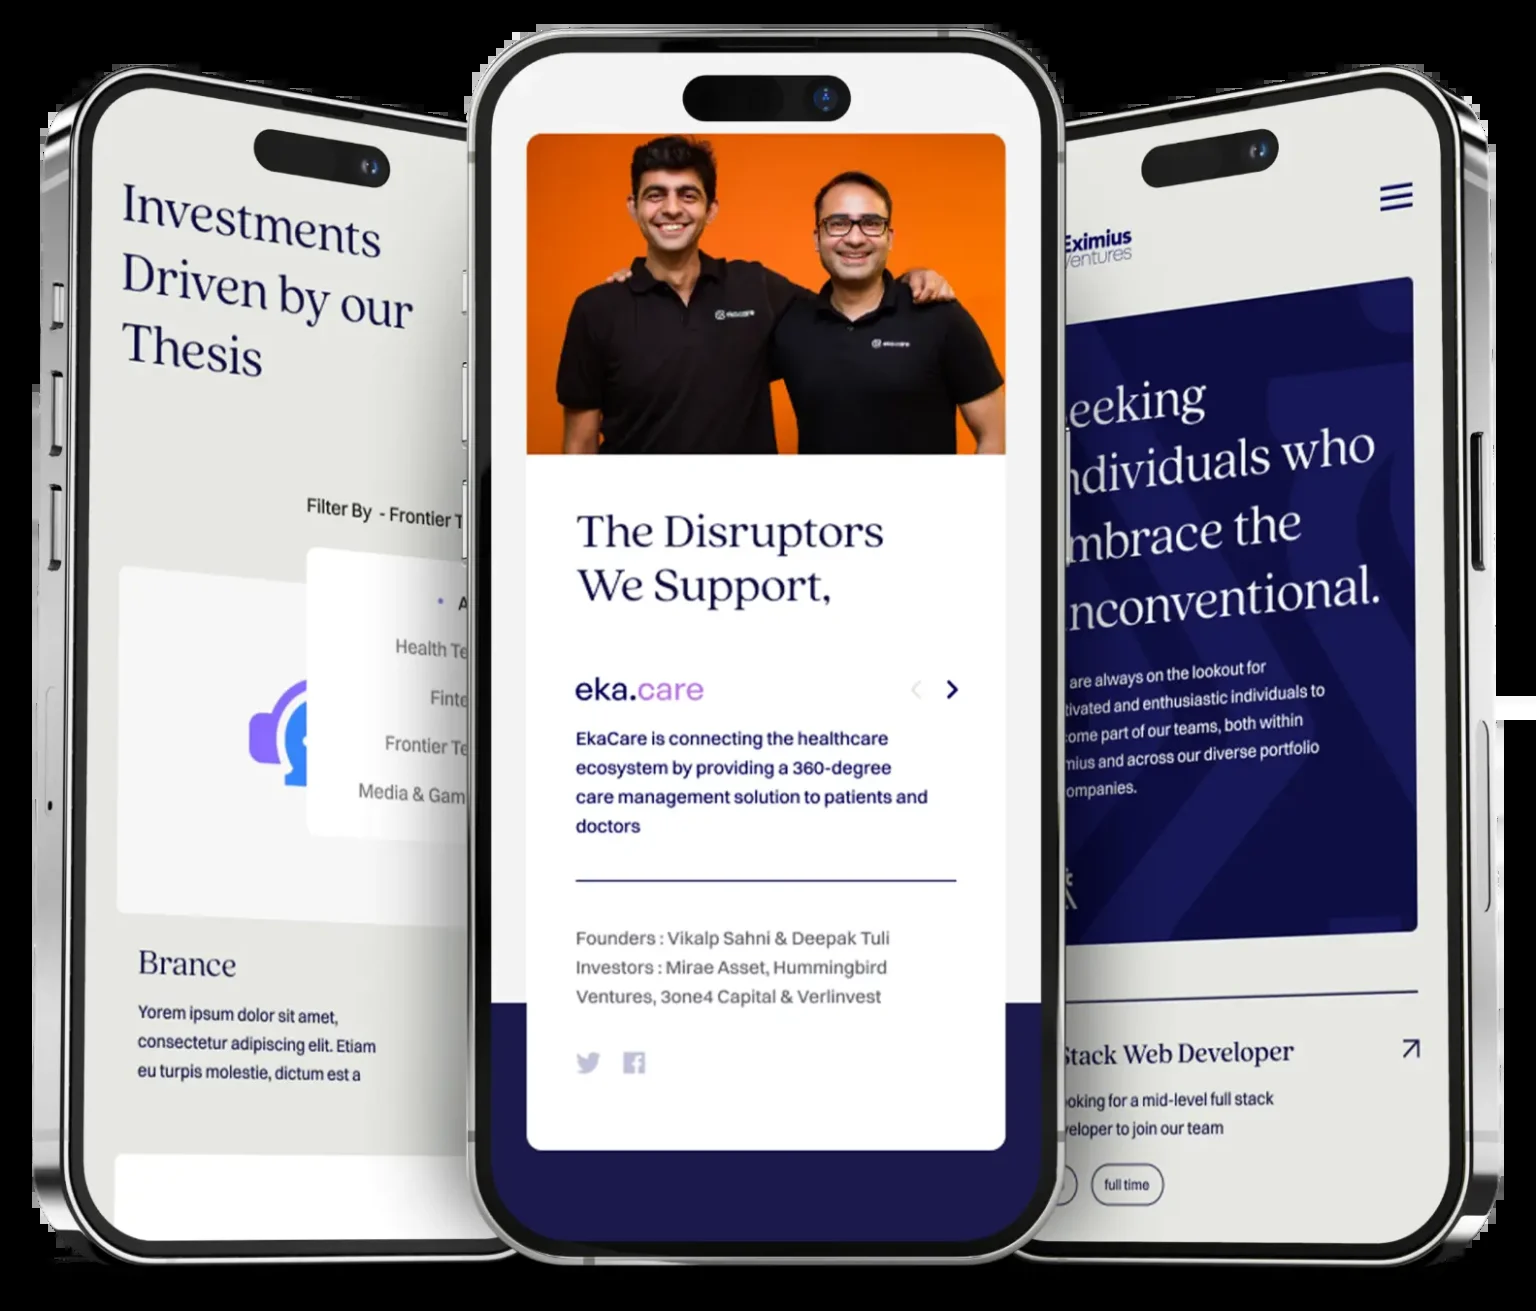 Investments
Driven by our
Thesis
Filter By - Frontier
Health
Frontier
Media &
Brance
Yorem ipsum dolor sit amet,
consectetur adipiscing elit. Etiam
eu turpis molestie, dictum est a
ekacare
ekacare
The Disruptors
We Support,
eka.care
EkaCare is connecting the healthcare
ecosystem by providing a 360-degree
care management solution to patients and
doctors
Founders : Vikalp Sahni & Deepak Tuli
Investors : Mirae Asset, Hummingbird
Ventures, 3one4 Capital & Verlinvest
Eximius
Ventures
eeking
ndividuals who
mbrace the
nconventional.
are always on the lookout for
tivated and enthusiastic individuals to
ome part of our teams, both within
mius and across our diverse portfolio
ompanies.
Stack Web Developer
oking for a mid-level full stack
veloper to join our team
full time